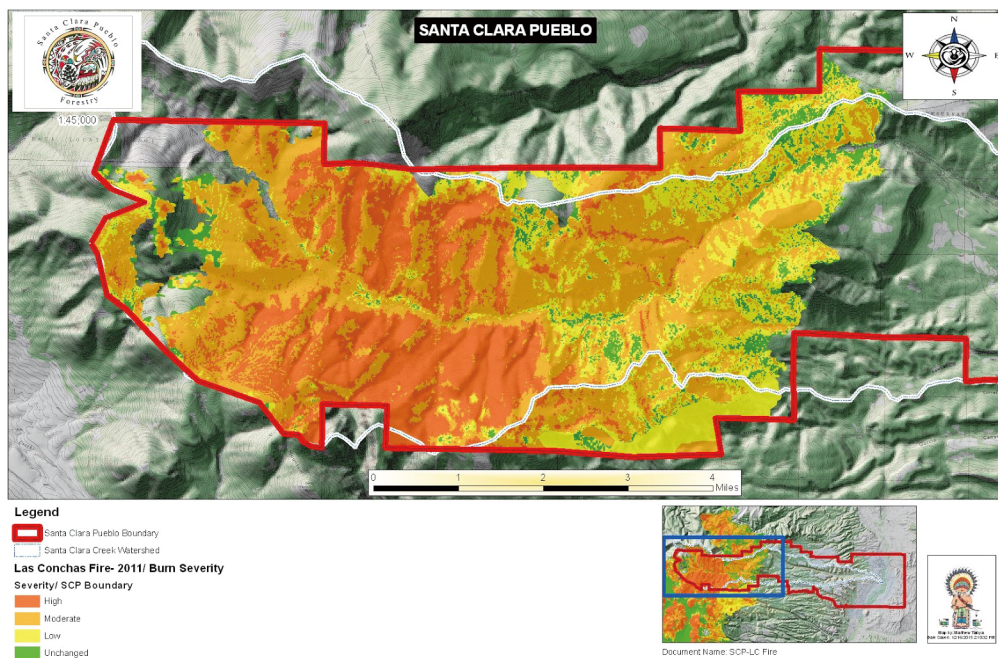 SANTA CLARA PUEBLO
Santa Clara Pueblo
Forestry
N
W
E
S
1:45,000
0 1 2 3 4
Miles
Legend
Santa Clara Pueblo Boundary
Santa Clara Creek Watershed
Las Conchas Fire- 2011/ Burn Severity
Severity/ SCP Boundary
High
Moderate
Low
Unchanged
Document Name: SCP-LC Fire